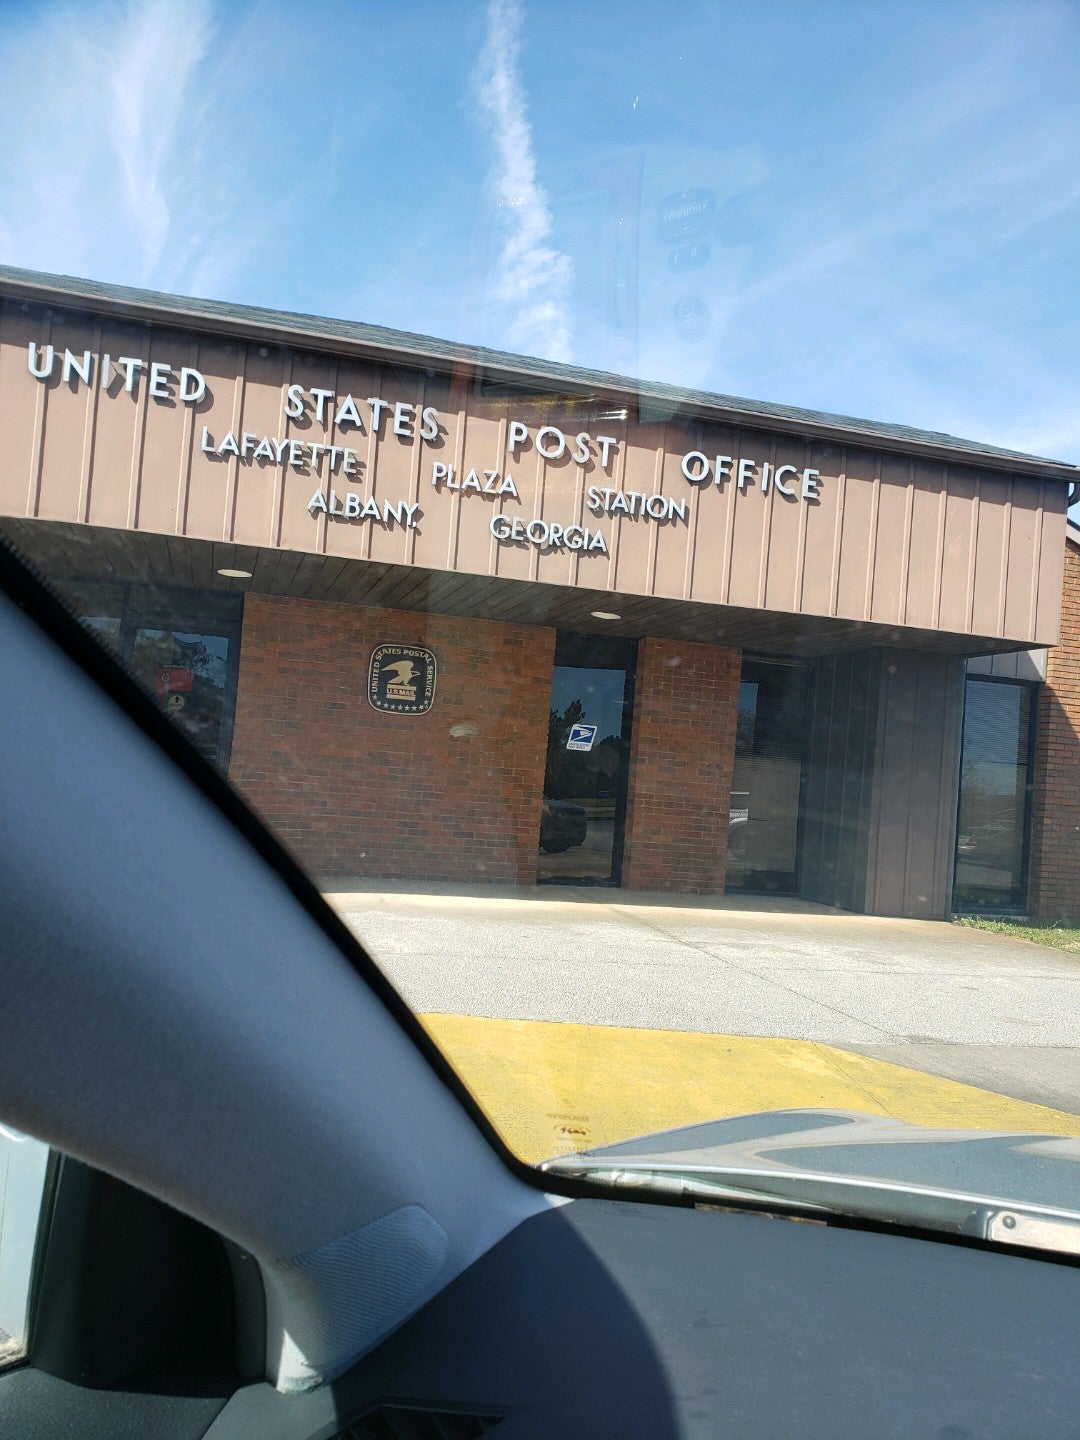 UNITED STATES POST OFFICE
LAFAYETTE PLAZA STATION
ALBANY, GEORGIA
UNITED STATES POSTAL SERVICE
U.S.MAIL